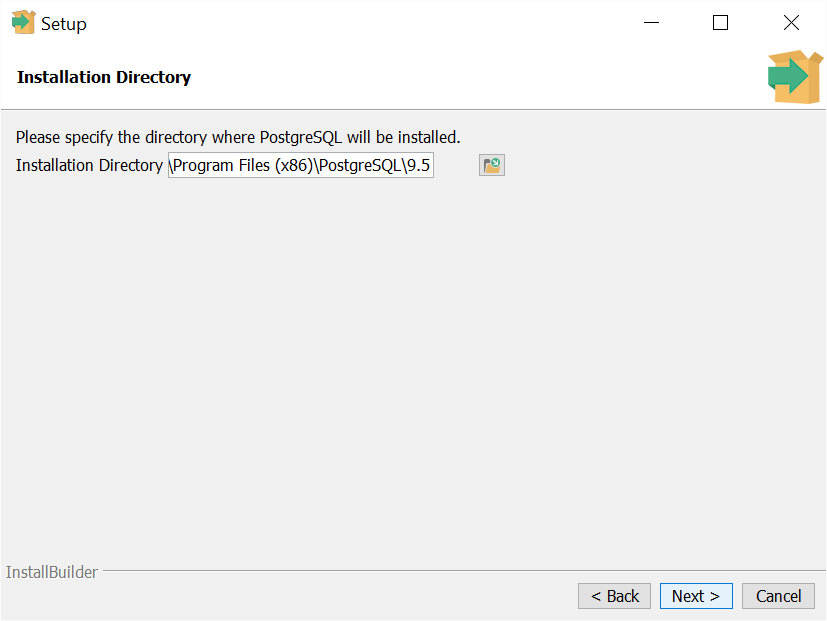 Setup
Installation Directory
Please specify the directory where PostgreSQL will be installed.
Installation Directory \Program Files (x86)\PostgreSQL\9.5
InstallBuilder
< Back Next > Cancel